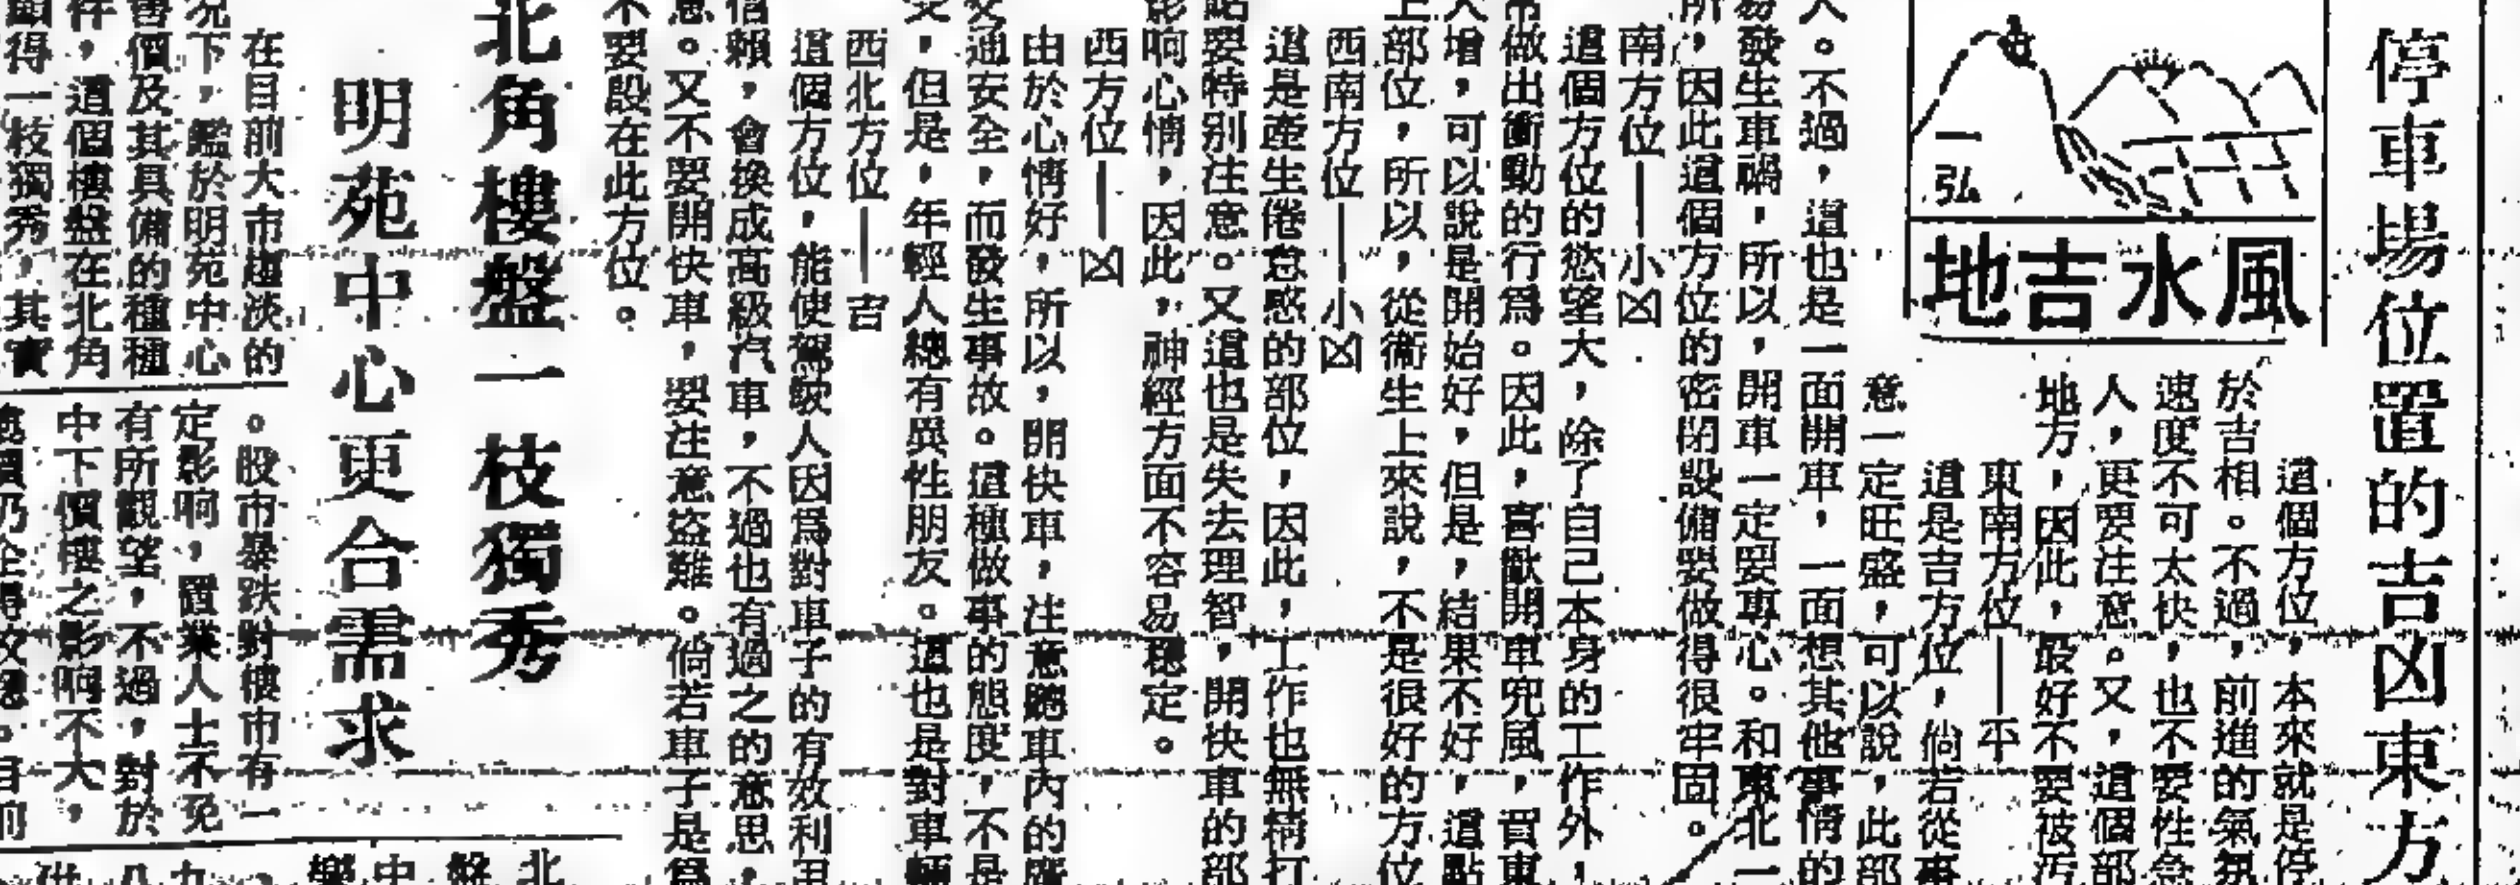 停車場位置的吉凶東方
一弘
風水吉地
這個方位，本來就是停
於吉相。不過，前進的氣氛
速度不可太快，也不要性急
人，更要注意。又，這個部
地方，因此，最好不要被污
東南方位——平
這是吉方位，倘若從事
意一定旺盛，可以說，此部
人。不過，這也是一面開車，一面想其他事情的
易發生車禍，所以，開車一定要專心。和東北一
所，因此這個方位的密閉設備要做得很牢固。
南方位——小凶
這個方位的慾望大，除了自己本身的工作外，
常做出衝動的行爲。因此，喜歡開車兜風，買東
大增，可以說是開始好，但是，結果不好，這點
上部位，所以，從衞生上來說，不是很好的方位
西南方位——小凶
這是產生倦怠感的部位，因此，工作也無精打
點要特別注意。又這也是失去理智，開快車的部
影响心情，因此，神經方面不容易穩定。
西方位——凶
由於心情好，所以，開快車，注意聽車內的廣
交通安全，而發生事故。這種做事的態度，不是
受，但是，年輕人總有異性朋友。這也是對車輛
西北方位——吉
這個方位，能使駕駛人因爲對車子的有效利用
信賴，會換成高級汽車，不過也有過之的意思，
意。又不要開快車，要注意盜難。倘若車子是爲
不要設在此方位。
北角樓盤一枝獨秀
明苑中心更合需求
在目前大市趨淡的
況下，鑑於明苑中心
售價及其具備的種種
件，這個樓盤在北角
顯得一枝獨秀，其實
。股市暴跌對樓市有一
定影响，置業人士不免
有所觀望，不過，對於
中下價樓之影响不大，
北
盤
中
樂
九
八